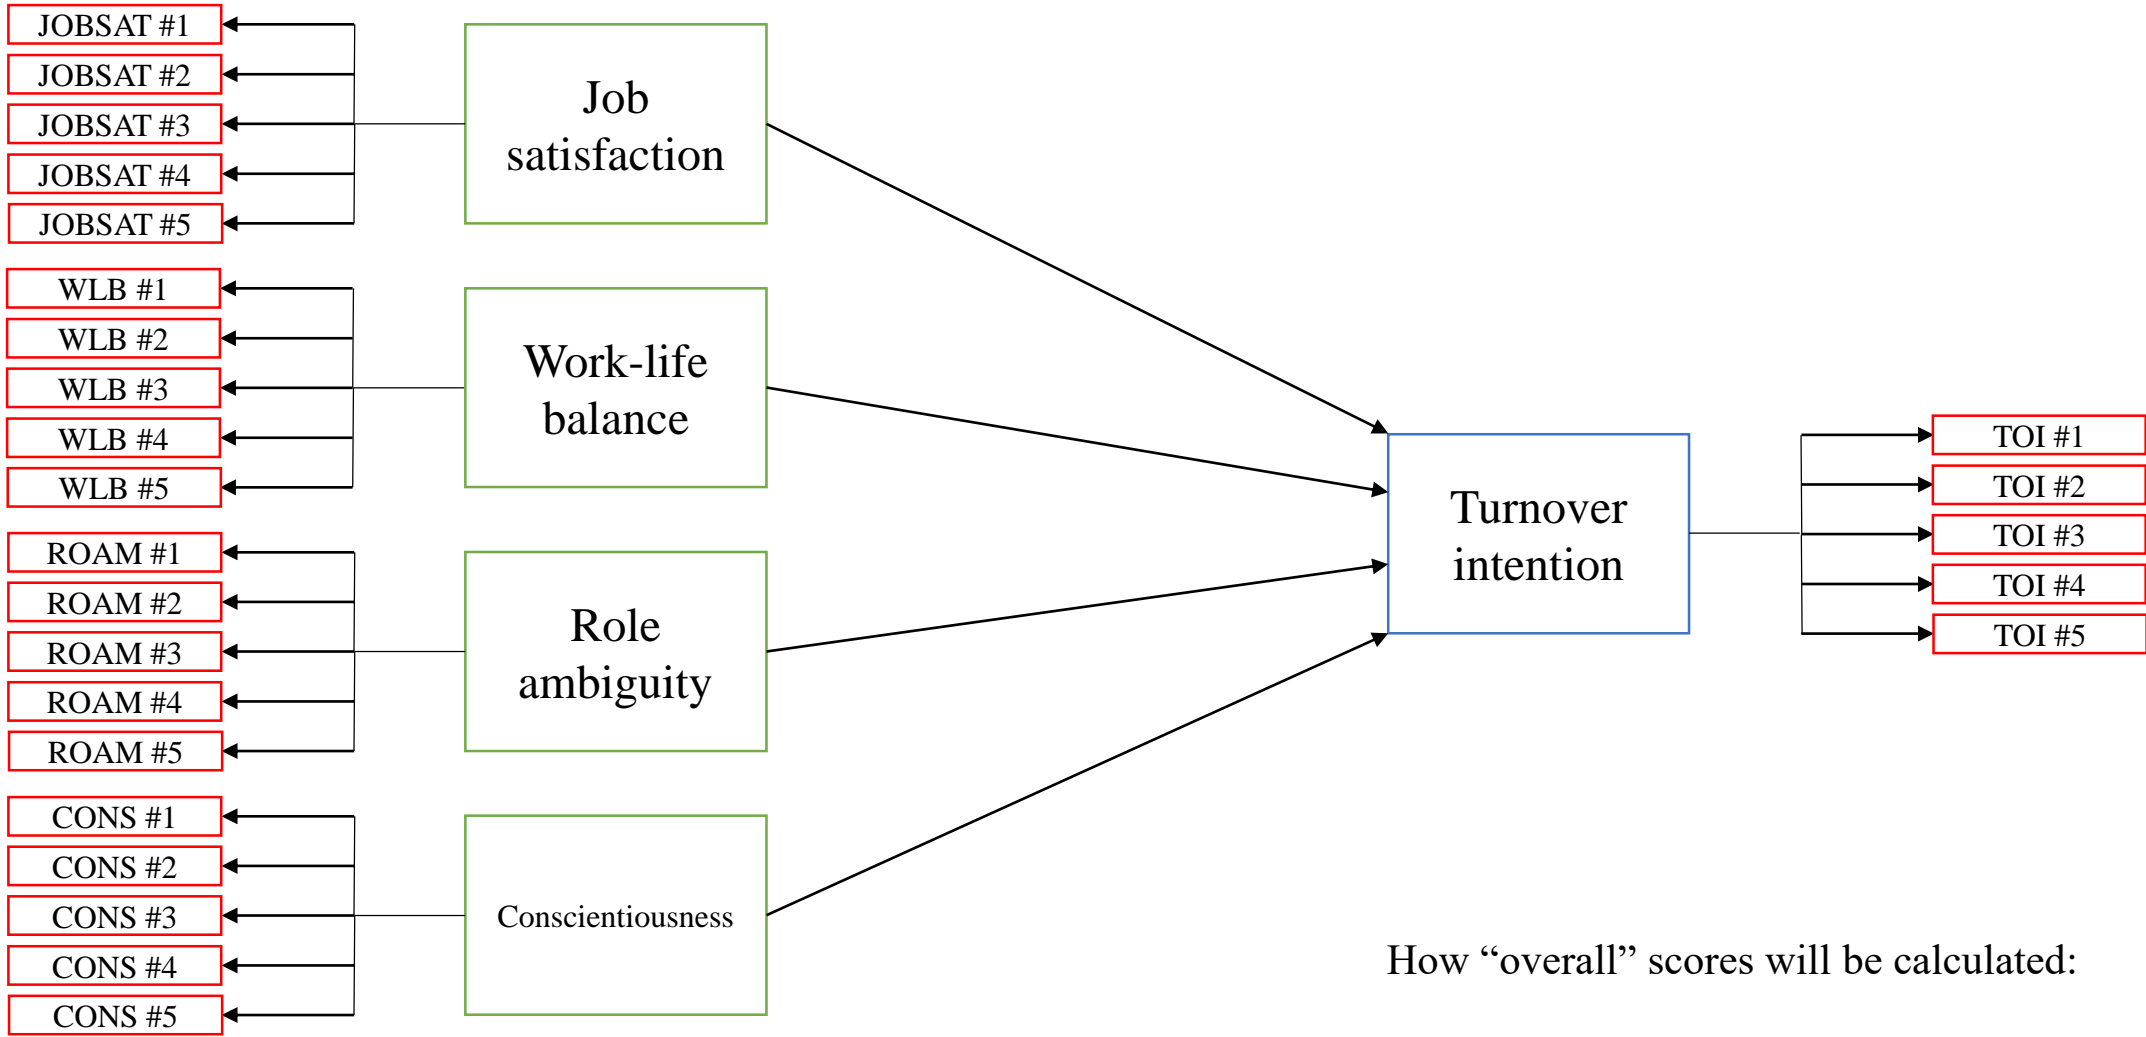 JOBSAT #1
JOBSAT #2
JOBSAT #3
JOBSAT #4
JOBSAT #5
Job
satisfaction
WLB #1
WLB #2
WLB #3
WLB #4
WLB #5
Work-life
balance
ROAM #1
ROAM #2
ROAM #3
ROAM #4
ROAM #5
Role
ambiguity
CONS #1
CONS #2
CONS #3
CONS #4
CONS #5
Conscientiousness
Turnover
intention
TOI #1
TOI #2
TOI #3
TOI #4
TOI #5
How “overall” scores will be calculated: